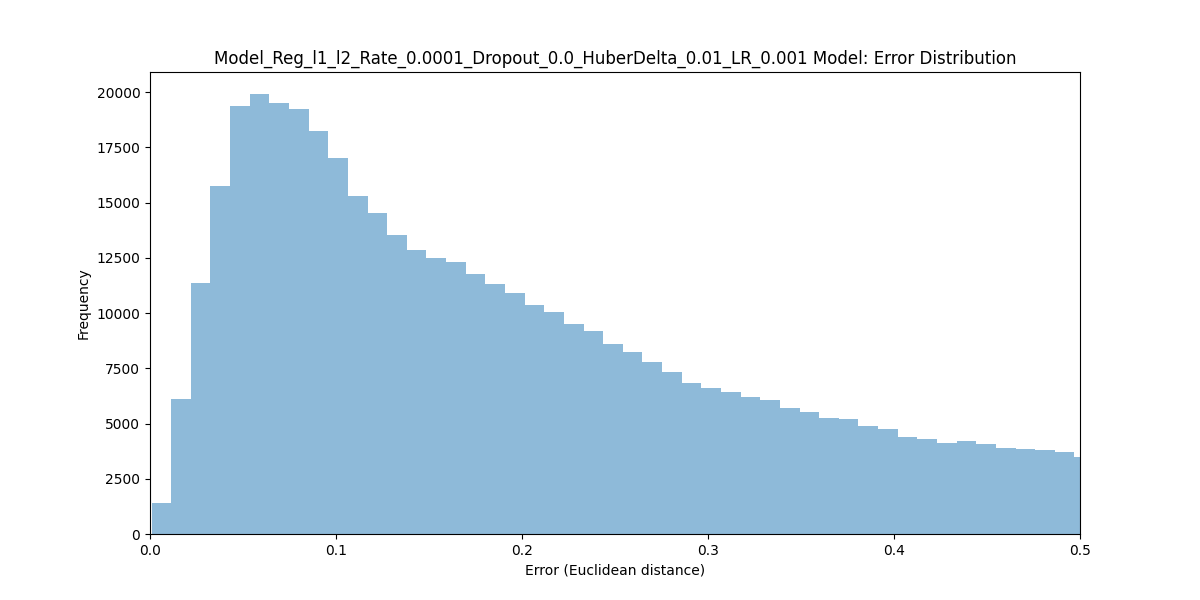 Model_Reg_l1_l2_Rate_0.0001_Dropout_0.0_HuberDelta_0.01_LR_0.001 Model: Error Distribution
20000
17500
15000
12500
10000
7500
5000
2500
0
Frequency
0.0 0.1 0.2 0.3 0.4 0.5
Error (Euclidean distance)